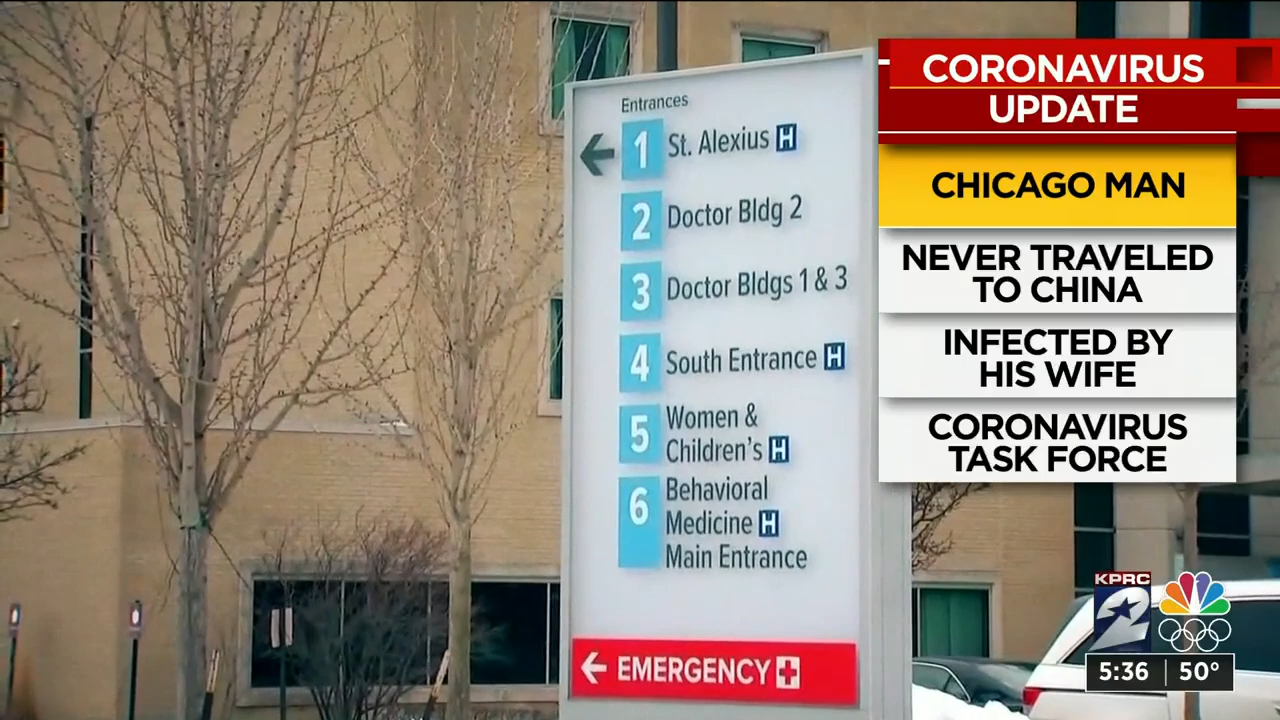 Entrances
1 St. Alexius H
2 Doctor Bldg 2
3 Doctor Bldgs 1 & 3
4 South Entrance H
5 Women &
Children's H
6 Behavioral
Medicine H
Main Entrance
EMERGENCY
CORONAVIRUS
UPDATE
CHICAGO MAN
NEVER TRAVELED
TO CHINA
INFECTED BY
HIS WIFE
CORONAVIRUS
TASK FORCE
KPRC
2
5:36 50°